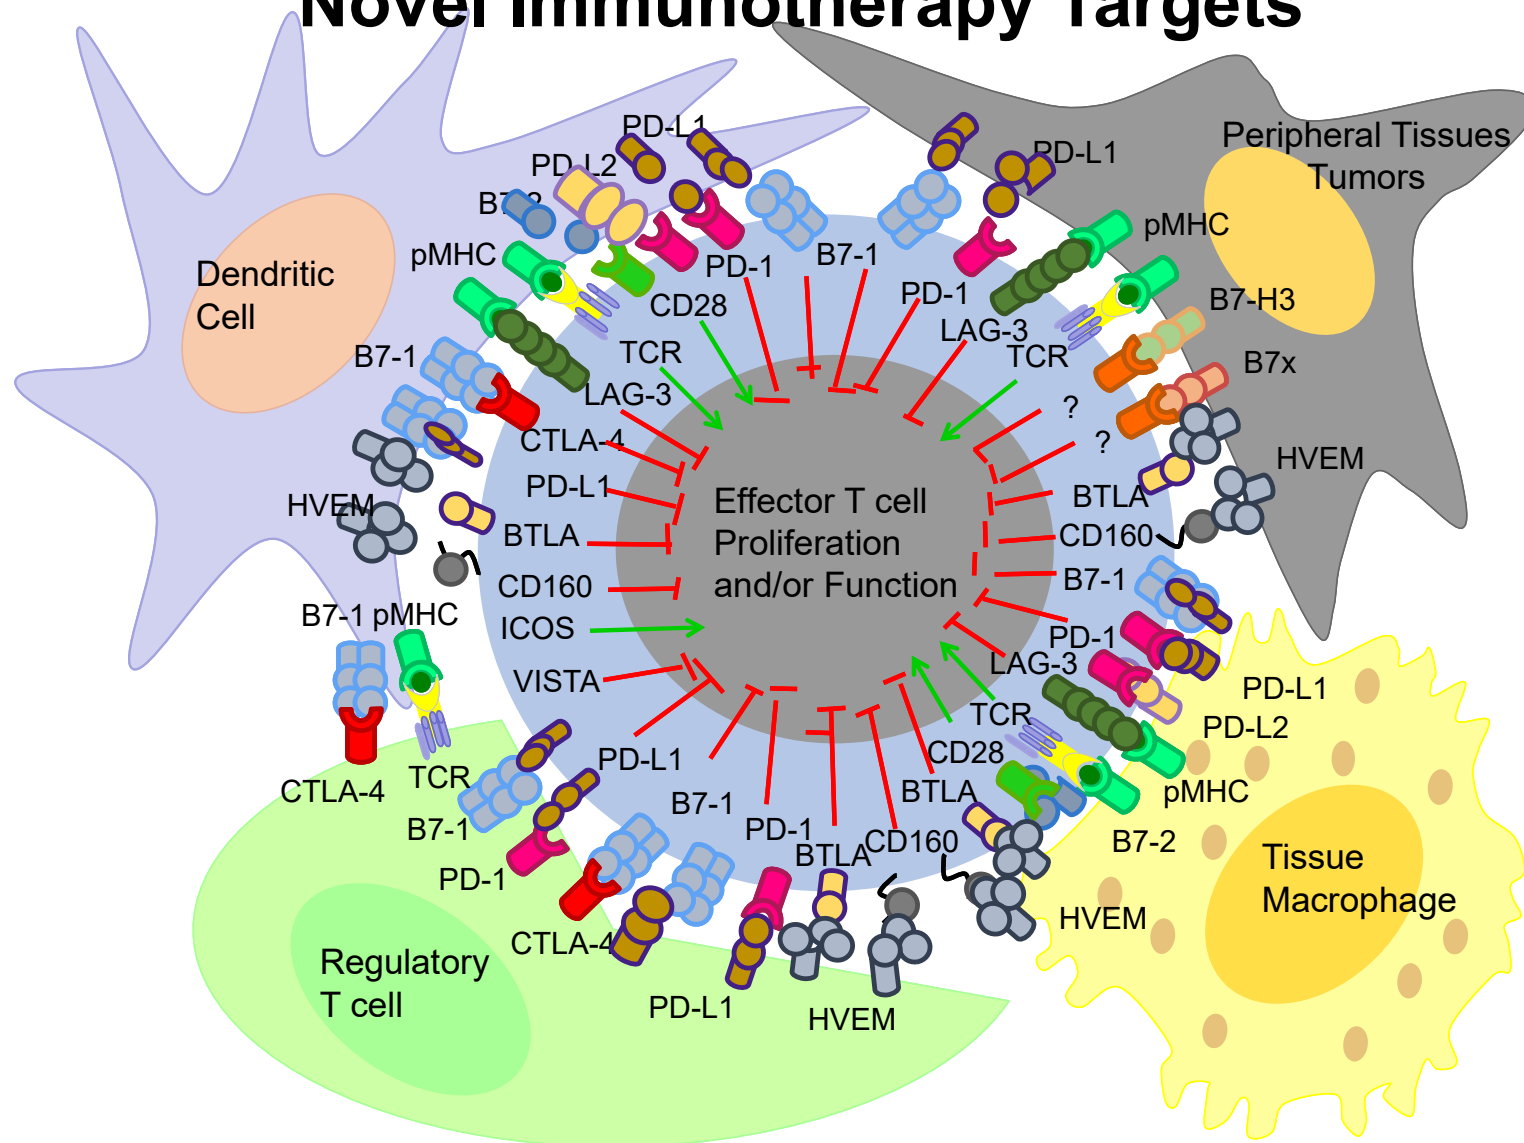 Novel Immunotherapy Targets
PD-L1
PD-L2
B7-2
pMHC
Dendritic
Cell
B7-1
HVEM
PD-1
CD28
TCR
LAG-3
CTLA-4
PD-L1
BTLA
CD160
ICOS
VISTA
B7-1
PD-L1
Peripheral Tissues
Tumors
pMHC
B7-H3
B7x
HVEM
PD-1
LAG-3
TCR
?
?
BTLA
CD160
B7-1
Effector T cell
Proliferation
and/or Function
PD-1
LAG-3
TCR
CD28
BTLA
CD160
PD-L1
PD-L2
pMHC
B7-2
HVEM
Tissue
Macrophage
B7-1
pMHC
CTLA-4
TCR
B7-1
PD-1
CTLA-4
PD-L1
HVEM
PD-L1
B7-1
PD-1
BTLA
Regulatory
T cell